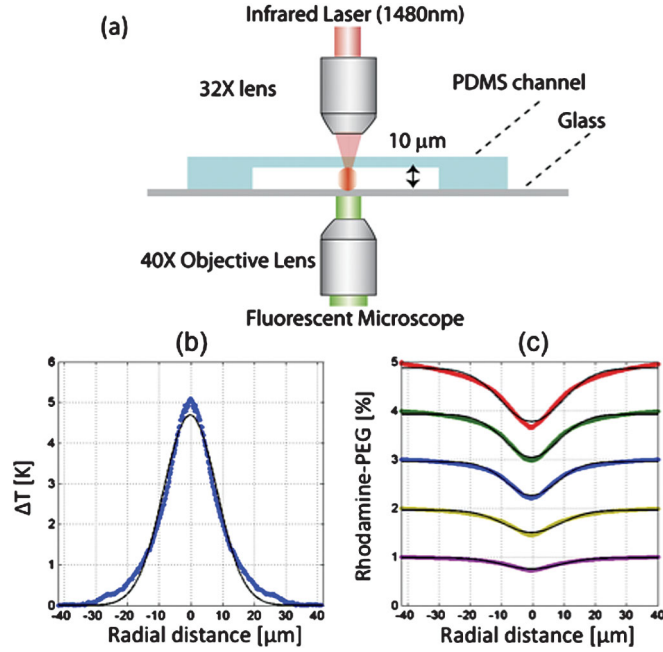 (a)
Infrared Laser (1480nm)
32X lens
PDMS channel
Glass
10 μm
40X Objective Lens
Fluorescent Microscope
(b)
6
5
4
3
2
1
0
ΔT [K]
-40 -30 -20 -10 0 10 20 30 40
Radial distance [μm]
(c)
5
4
3
2
1
0
Rhodamine-PEG [%]
-40 -30 -20 -10 0 10 20 30 40
Radial distance [μm]